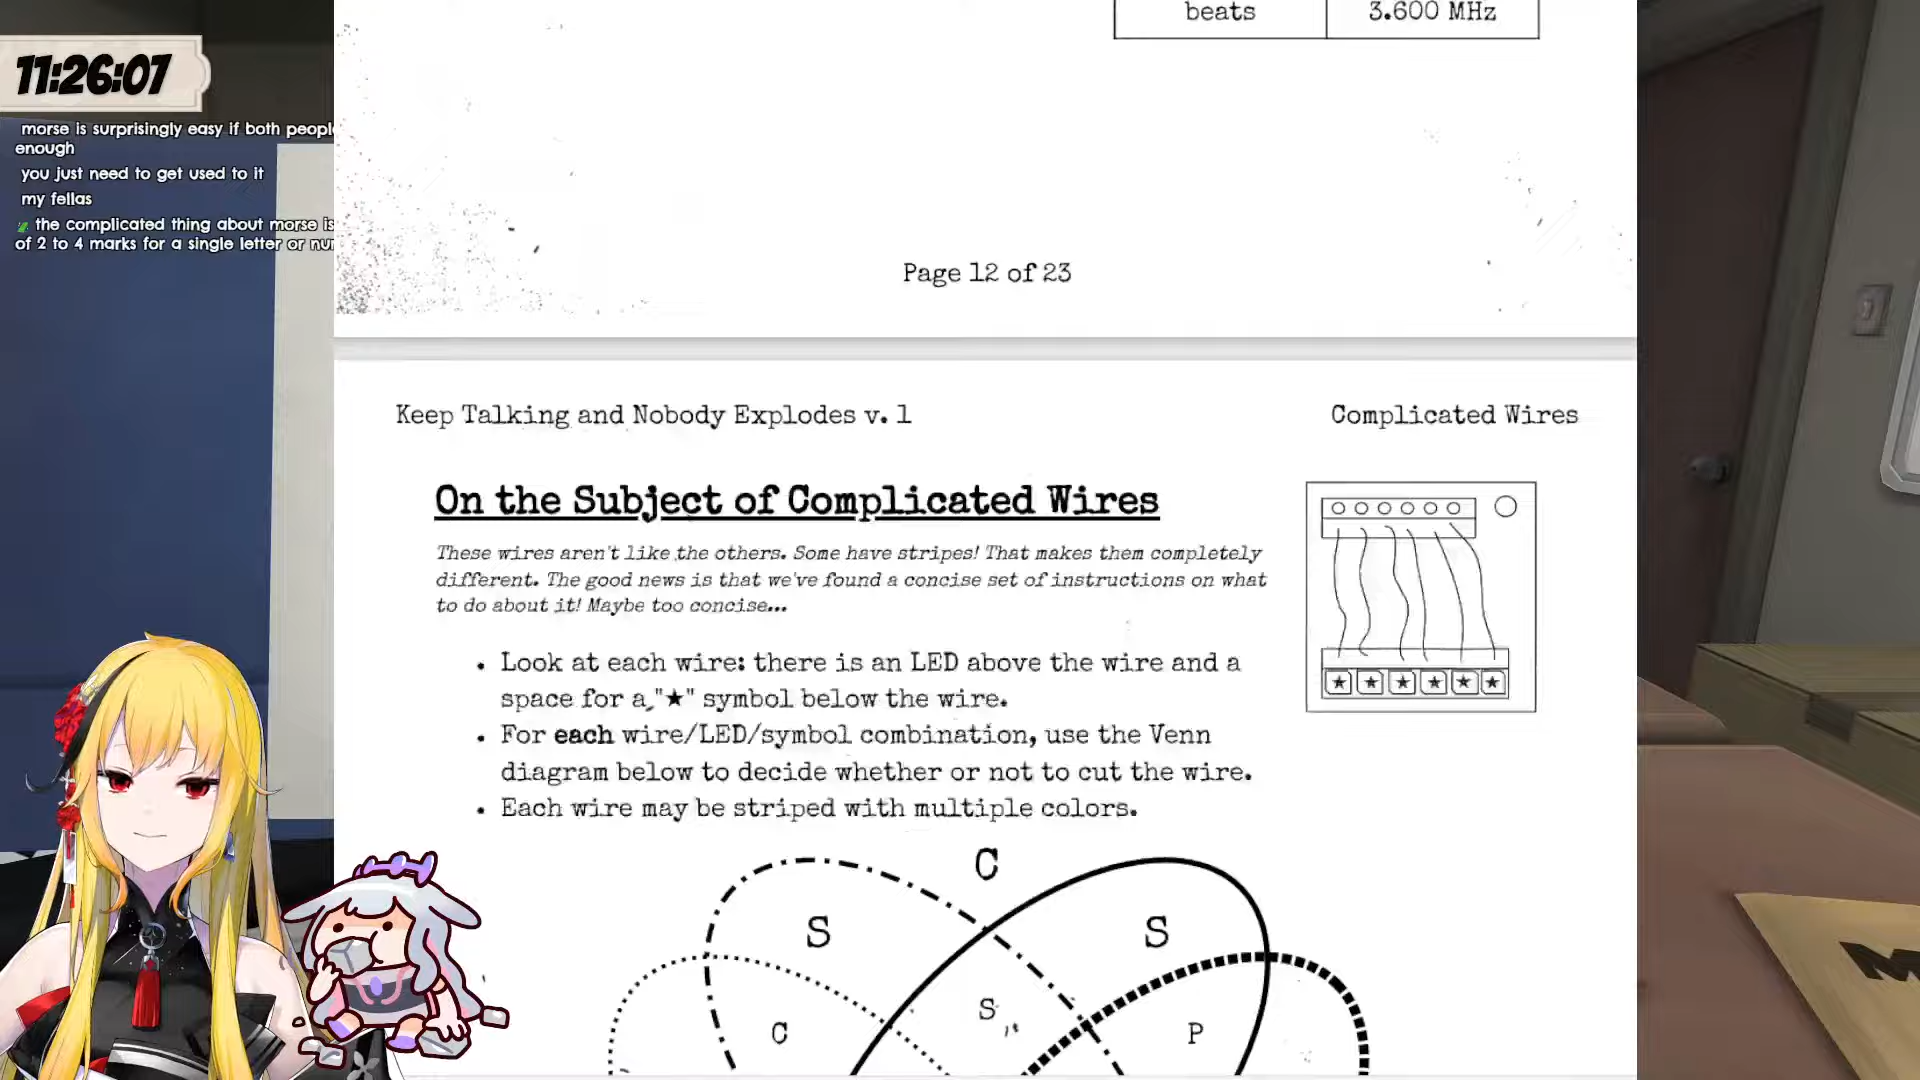 beats 3.600 MHz
11:26:07
morse is surprisingly easy if both peopl
enough
you just need to get used to it
my fellas
the complicated thing about morse is
of 2 to 4 marks for a single letter or nu
Page 12 of 23
Keep Talking and Nobody Explodes v. 1
Complicated Wires
On the Subject of Complicated Wires
These wires aren't like the others. Some have stripes! That makes them completely
different. The good news is that we've found a concise set of instructions on what
to do about it! Maybe too concise...
• Look at each wire: there is an LED above the wire and a
space for a "★" symbol below the wire.
• For each wire/LED/symbol combination, use the Venn
diagram below to decide whether or not to cut the wire.
• Each wire may be striped with multiple colors.
C
S S
S
C P
M